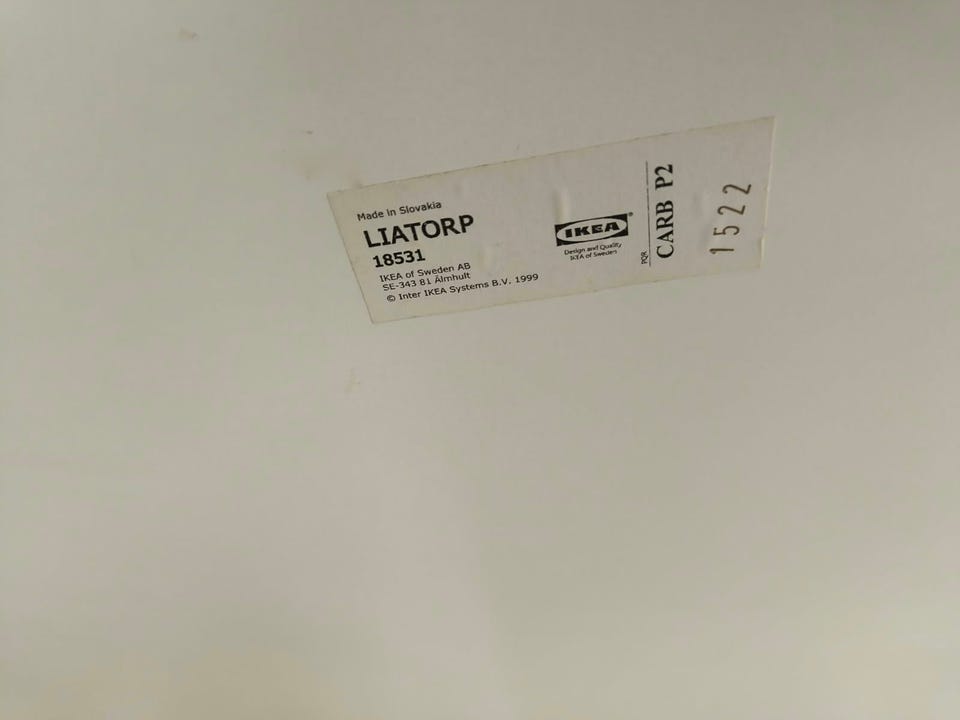 Made in Slovakia
LIATORP
18531
IKEA of Sweden AB
SE-343 81 Älmhult
© Inter IKEA Systems B.V. 1999
IKEA®
Design and Quality
IKEA of Sweden
PQR
CARB P2
1522